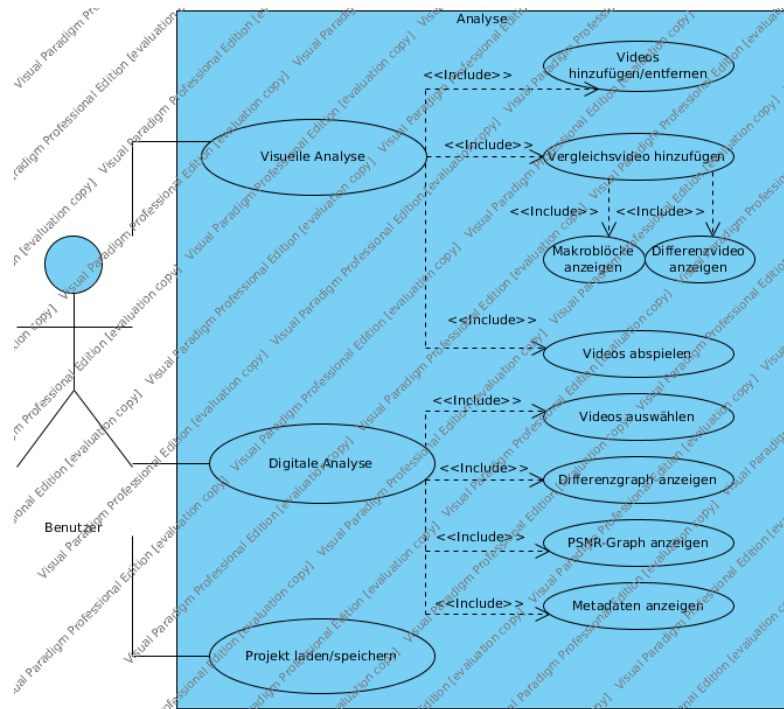 Analyse
Videos
hinzufügen/entfernen
<<Include>>
Visuelle Analyse
<<Include>>
Vergleichsvideo hinzufügen
<<Include>>
<<Include>>
Makroblöcke
anzeigen
Differenzvideo
anzeigen
<<Include>>
Videos abspielen
<<Include>>
Videos auswählen
Digitale Analyse
<<Include>>
Differenzgraph anzeigen
Benutzer
<<Include>>
PSNR-Graph anzeigen
<<Include>>
Metadaten anzeigen
Projekt laden/speichern
Visual Paradigm Professional Edition [evaluation copy]